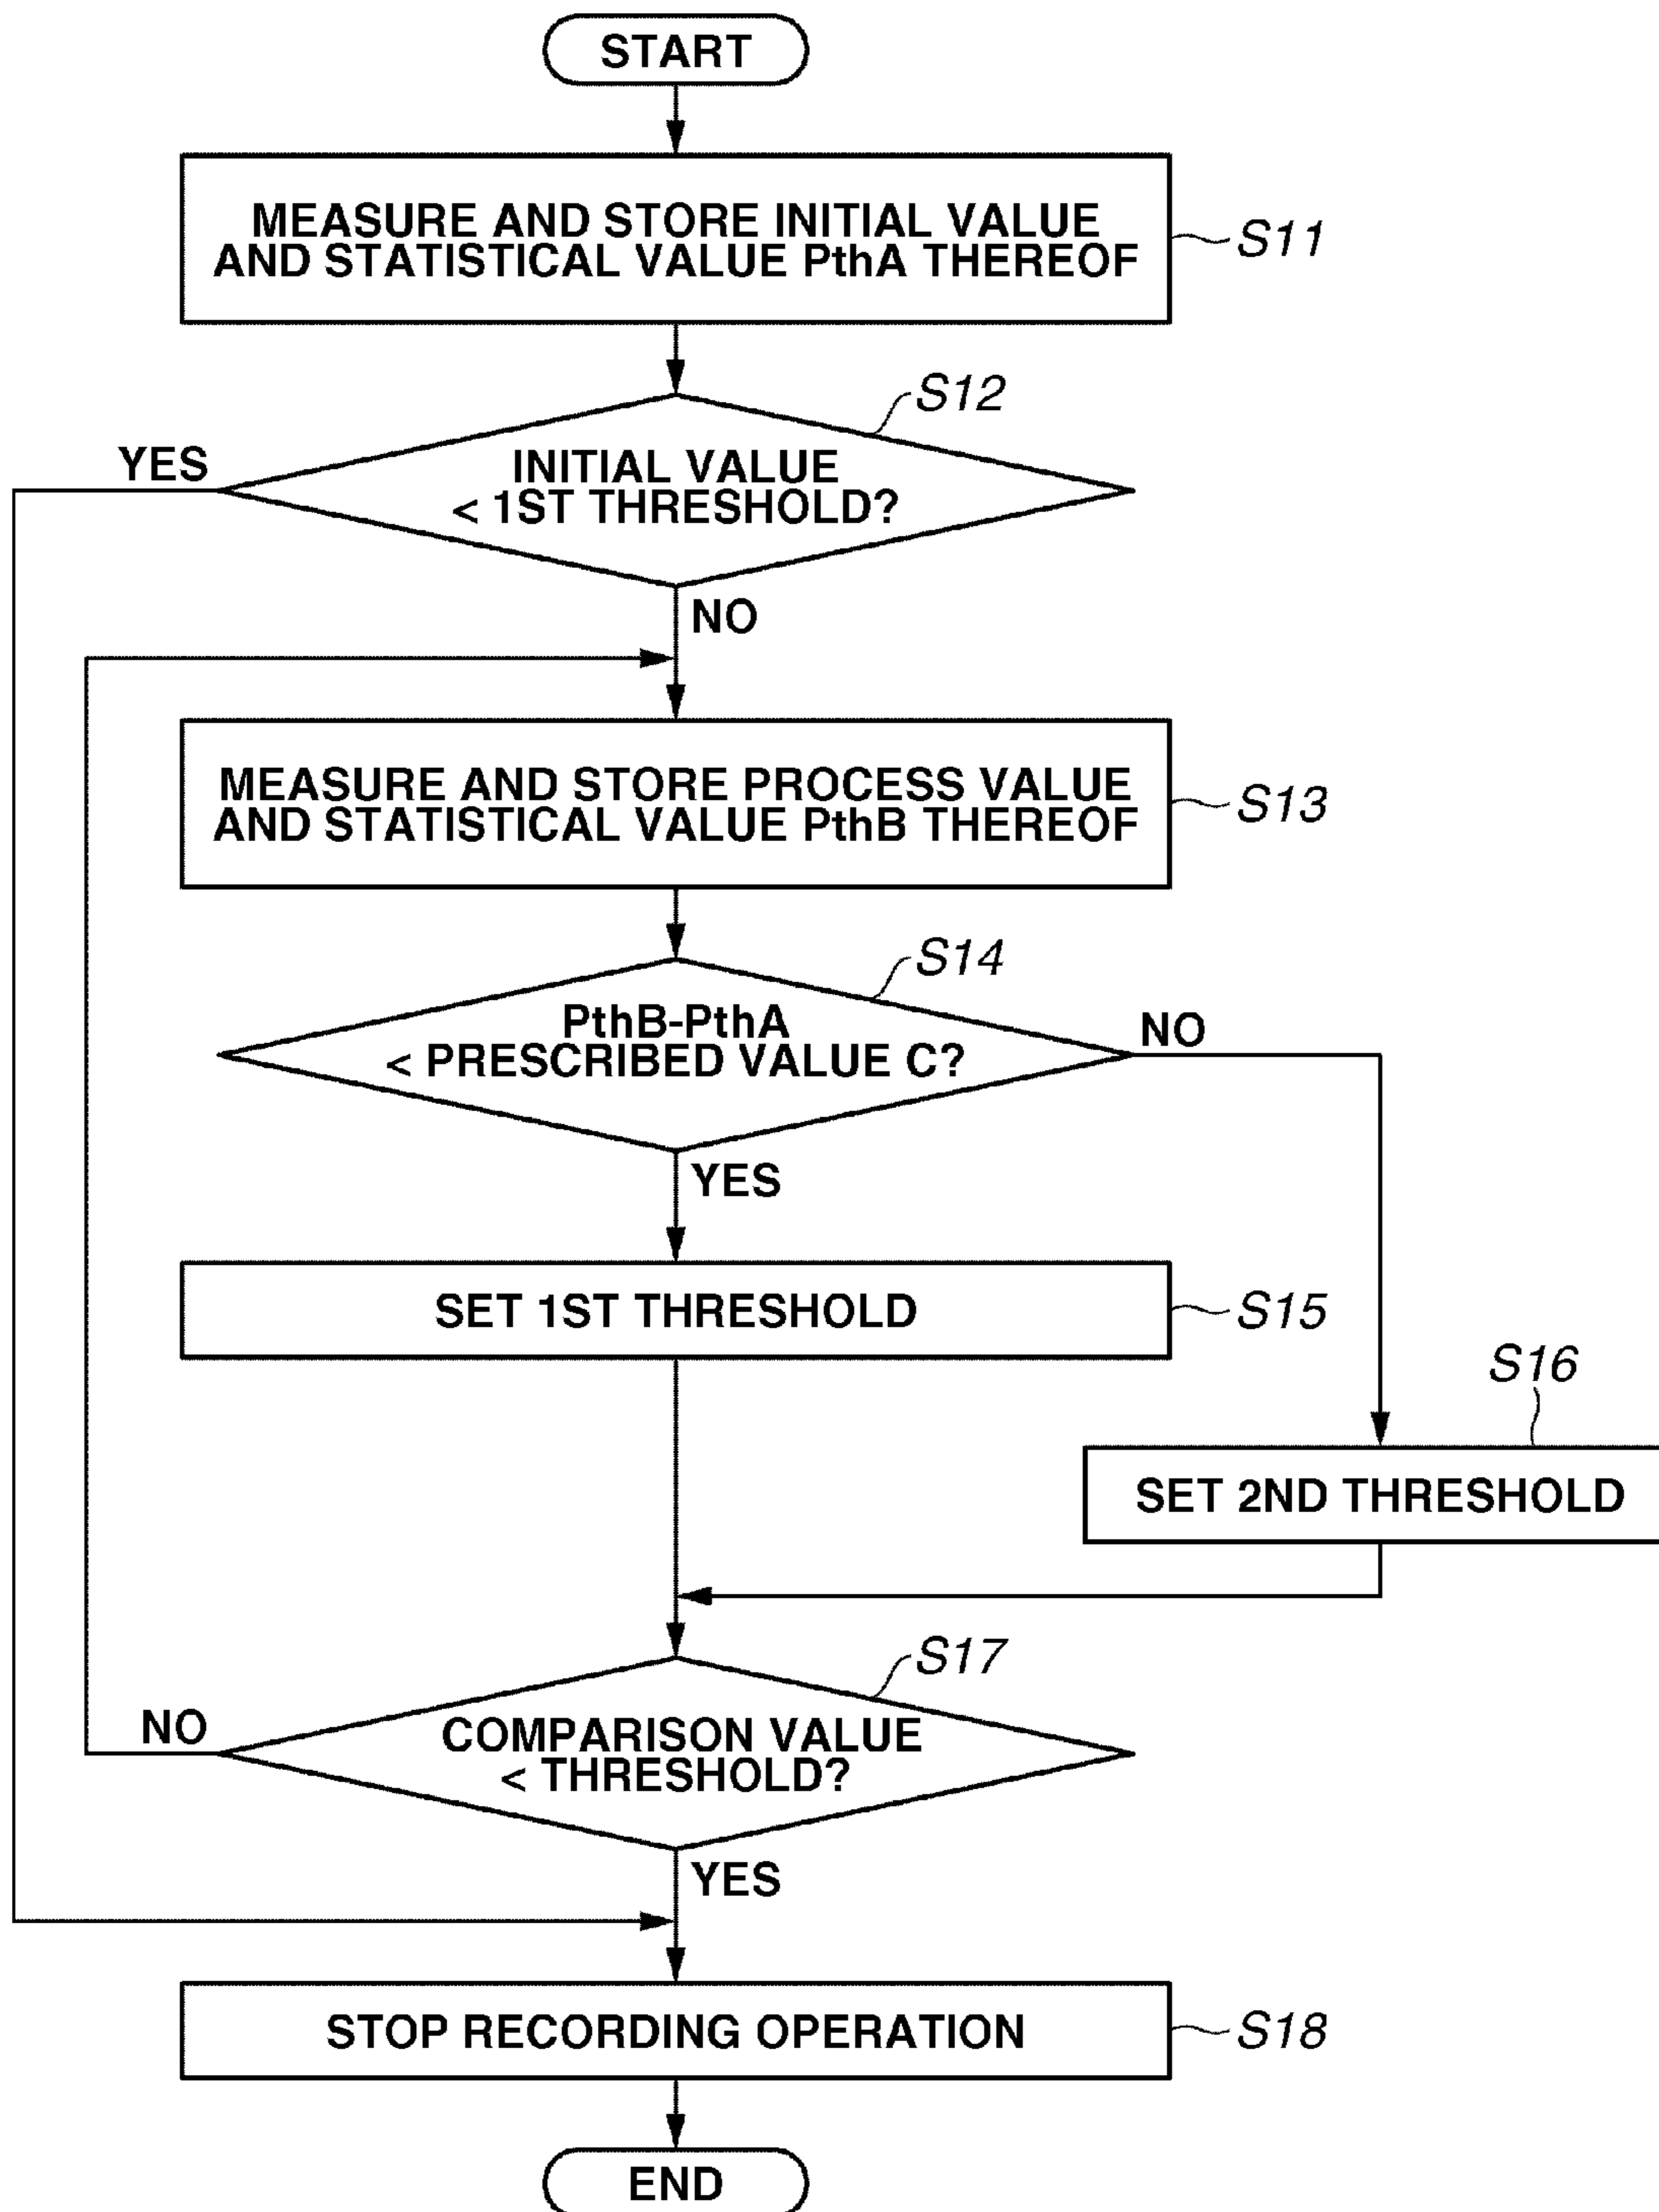 START
MEASURE AND STORE INITIAL VALUE
AND STATISTICAL VALUE PthA THEREOF
S11
S12
YES
INITIAL VALUE
< 1ST THRESHOLD?
NO
MEASURE AND STORE PROCESS VALUE
AND STATISTICAL VALUE PthB THEREOF
S13
S14
PthB-PthA
< PRESCRIBED VALUE C?
NO
YES
SET 1ST THRESHOLD
S15
S16
SET 2ND THRESHOLD
S17
NO
COMPARISON VALUE
< THRESHOLD?
YES
STOP RECORDING OPERATION
S18
END